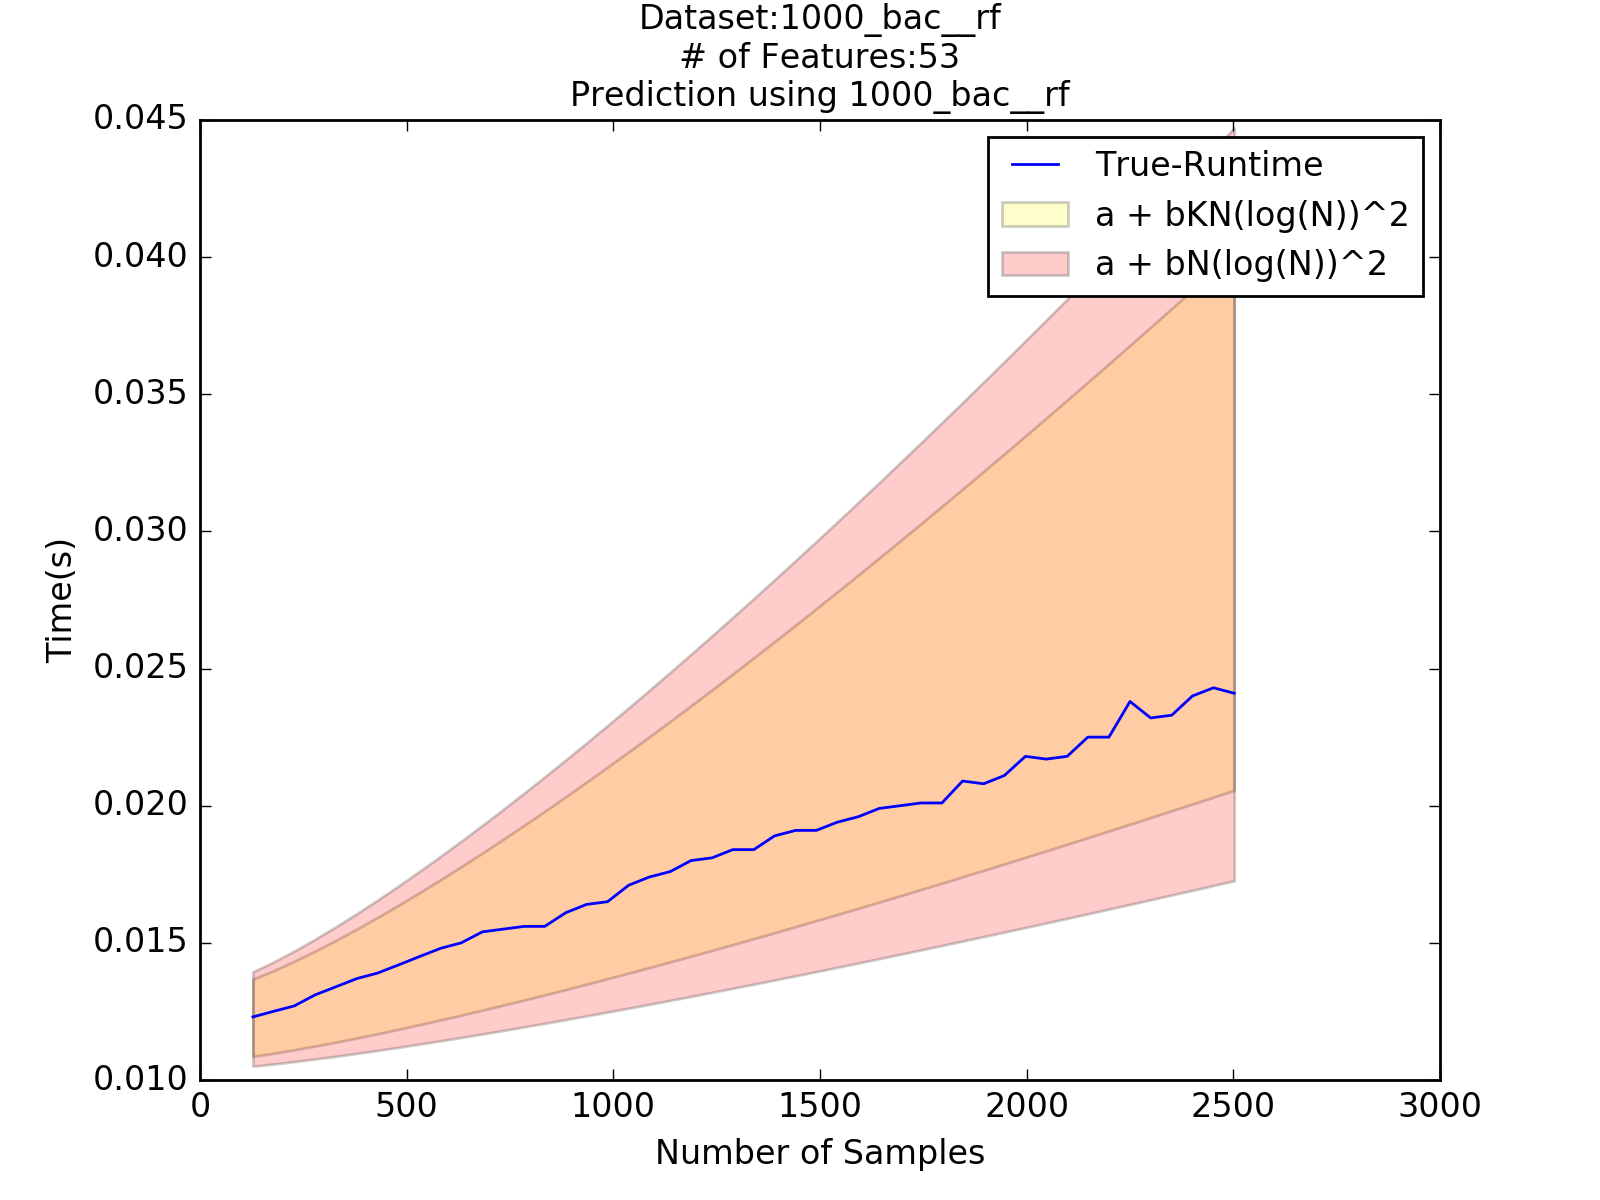 Dataset:1000_bac__rf
# of Features:53
Prediction using 1000_bac__rf
True-Runtime
a + bKN(log(N))^2
a + bN(log(N))^2
0.045
0.040
0.035
0.030
0.025
0.020
0.015
0.010
Time(s)
0 500 1000 1500 2000 2500 3000
Number of Samples